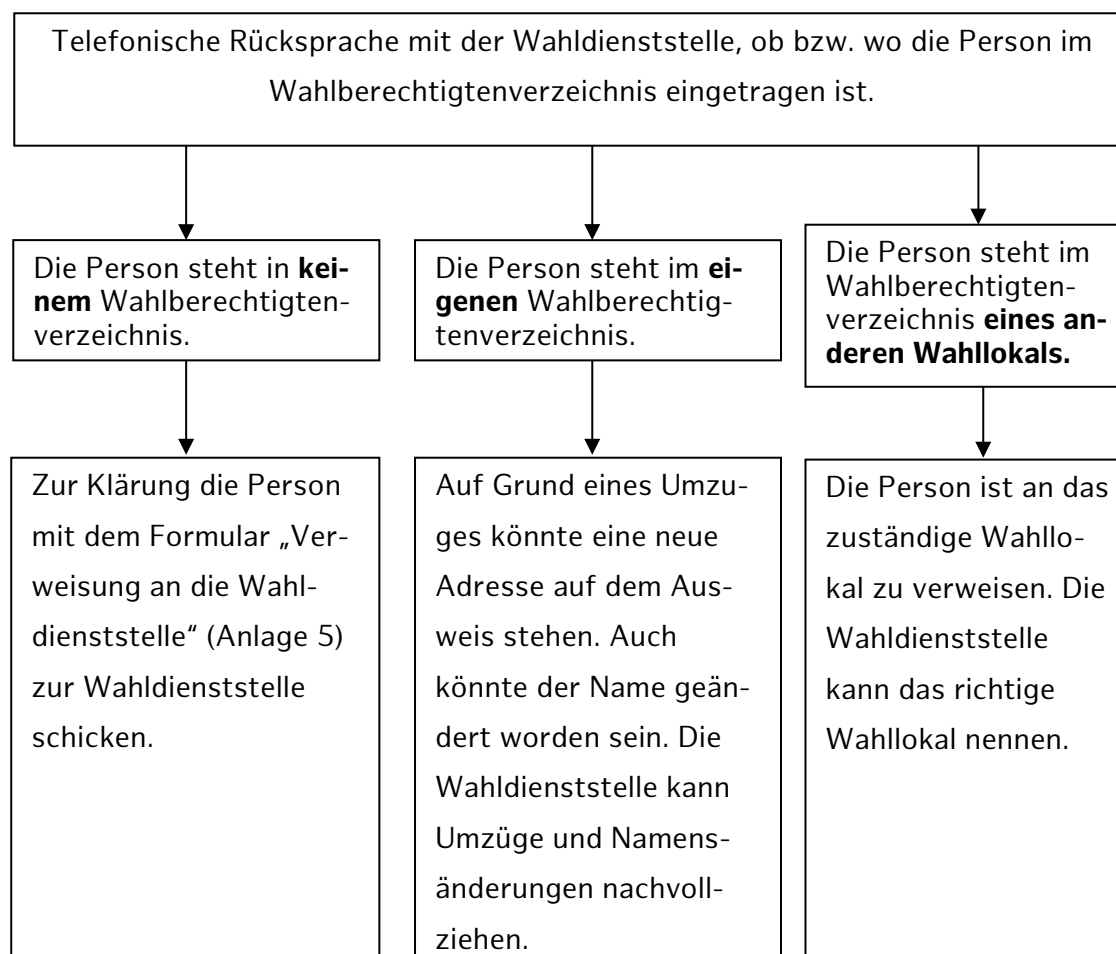 Telefonische Rücksprache mit der Wahldienststelle, ob bzw. wo die Person im
Wahlberechtigtenverzeichnis eingetragen ist.
Die Person steht in kei-
nem Wahlberechtigten-
verzeichnis.
Die Person steht im ei-
genen Wahlberechtig-
tenverzeichnis.
Die Person steht im
Wahlberechtigten-
verzeichnis eines an-
deren Wahllokals.
Zur Klärung die Person
mit dem Formular „Ver-
weisung an die Wahl-
dienststelle“ (Anlage 5)
zur Wahldienststelle
schicken.
Auf Grund eines Umzu-
ges könnte eine neue
Adresse auf dem Aus-
weis stehen. Auch
könnte der Name geän-
dert worden sein. Die
Wahldienststelle kann
Umzüge und Namens-
änderungen nachvoll-
ziehen.
Die Person ist an das
zuständige Wahllo-
kal zu verweisen. Die
Wahldienststelle
kann das richtige
Wahllokal nennen.